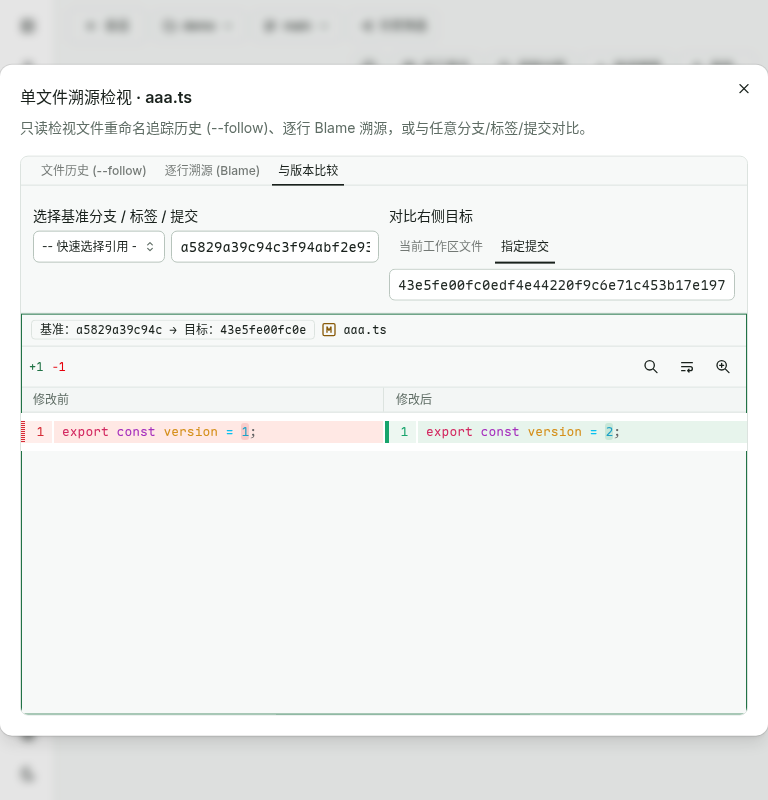 单文件溯源检视 · aaa.ts
只读检视文件重命名追踪历史 (--follow)、逐行 Blame 溯源，或与任意分支/标签/提交对比。
文件历史 (--follow) 逐行溯源 (Blame) 与版本比较
选择基准分支 / 标签 / 提交
-- 快速选择引用 -
a5829a39c94c3f94abf2e93
对比右侧目标
当前工作区文件 指定提交
43e5fe00fc0edf4e44220f9c6e71c453b17e197
基准: a5829a39c94c → 目标: 43e5fe00fc0e M aaa.ts
+1 -1
修改前 修改后
1 export const version = 1;
1 export const version = 2;